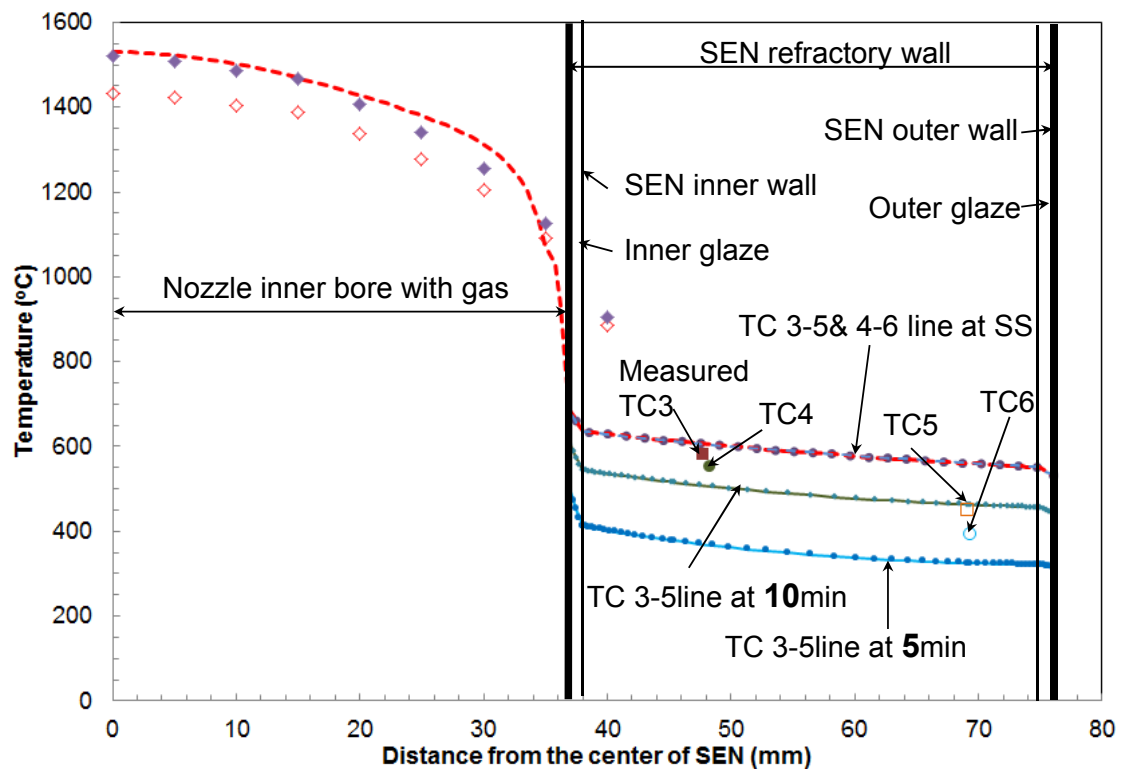 1600
1400
1200
1000
800
600
400
200
0
Temperature (ºC)
SEN refractory wall
SEN outer wall
SEN inner wall
Outer glaze
Inner glaze
Nozzle inner bore with gas
TC 3-5& 4-6 line at SS
Measured
TC3
TC4
TC5
TC6
TC 3-5line at 10min
TC 3-5line at 5min
0
10
20
30
40
50
60
70
80
Distance from the center of SEN (mm)